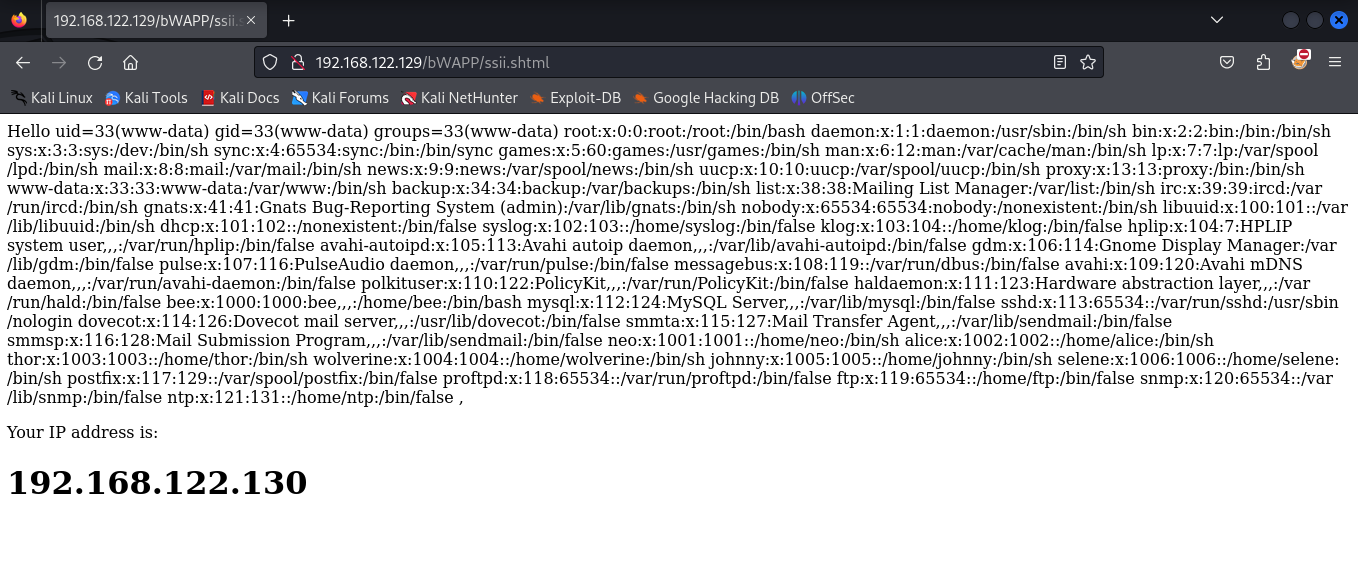 192.168.122.129/bWAPP/ssii.s
192.168.122.129/bWAPP/ssii.shtml
Kali Linux Kali Tools Kali Docs Kali Forums Kali NetHunter Exploit-DB Google Hacking DB OffSec
Hello uid=33(www-data) gid=33(www-data) groups=33(www-data) root:x:0:0:root:/root:/bin/bash daemon:x:1:1:daemon:/usr/sbin:/bin/sh bin:x:2:2:bin:/bin:/bin/sh
sys:x:3:3:sys:/dev:/bin/sh sync:x:4:65534:sync:/bin:/bin/sync games:x:5:60:games:/usr/games:/bin/sh man:x:6:12:man:/var/cache/man:/bin/sh lp:x:7:7:lp:/var/spool
/lpd:/bin/sh mail:x:8:8:mail:/var/mail:/bin/sh news:x:9:9:news:/var/spool/news:/bin/sh uucp:x:10:10:uucp:/var/spool/uucp:/bin/sh proxy:x:13:13:proxy:/bin:/bin/sh
www-data:x:33:33:www-data:/var/www:/bin/sh backup:x:34:34:backup:/var/backups:/bin/sh list:x:38:38:Mailing List Manager:/var/list:/bin/sh irc:x:39:39:ircd:/var
/run/ircd:/bin/sh gnats:x:41:41:Gnats Bug-Reporting System (admin):/var/lib/gnats:/bin/sh nobody:x:65534:65534:nobody:/nonexistent:/bin/sh libuuid:x:100:101::/var
/lib/libuuid:/bin/sh dhcp:x:101:102::/nonexistent:/bin/false syslog:x:102:103::/home/syslog:/bin/false klog:x:103:104::/home/klog:/bin/false hplip:x:104:7:HPLIP
system user,,,:/var/run/hplip:/bin/false avahi-autoipd:x:105:113:Avahi autoip daemon,,,:/var/lib/avahi-autoipd:/bin/false gdm:x:106:114:Gnome Display Manager:/var
/lib/gdm:/bin/false pulse:x:107:116:PulseAudio daemon,,,:/var/run/pulse:/bin/false messagebus:x:108:119::/var/run/dbus:/bin/false avahi:x:109:120:Avahi mDNS
daemon,,,:/var/run/avahi-daemon:/bin/false polkituser:x:110:122:PolicyKit,,,:/var/run/PolicyKit:/bin/false haldaemon:x:111:123:Hardware abstraction layer,,,:/var
/run/hald:/bin/false bee:x:1000:1000:bee,,,:/home/bee:/bin/bash mysql:x:112:124:MySQL Server,,,:/var/lib/mysql:/bin/false sshd:x:113:65534::/var/run/sshd:/usr/sbin
/nologin dovecot:x:114:126:Dovecot mail server,,,:/usr/lib/dovecot:/bin/false smmta:x:115:127:Mail Transfer Agent,,,:/var/lib/sendmail:/bin/false
smmsp:x:116:128:Mail Submission Program,,,:/var/lib/sendmail:/bin/false neo:x:1001:1001::/home/neo:/bin/sh alice:x:1002:1002::/home/alice:/bin/sh
thor:x:1003:1003::/home/thor:/bin/sh wolverine:x:1004:1004::/home/wolverine:/bin/sh johnny:x:1005:1005::/home/johnny:/bin/sh selene:x:1006:1006::/home/selene:
/bin/sh postfix:x:117:129::/var/spool/postfix:/bin/false proftpd:x:118:65534::/var/run/proftpd:/bin/false ftp:x:119:65534::/home/ftp:/bin/false snmp:x:120:65534::/var
/lib/snmp:/bin/false ntp:x:121:131::/home/ntp:/bin/false ,
Your IP address is:
192.168.122.130